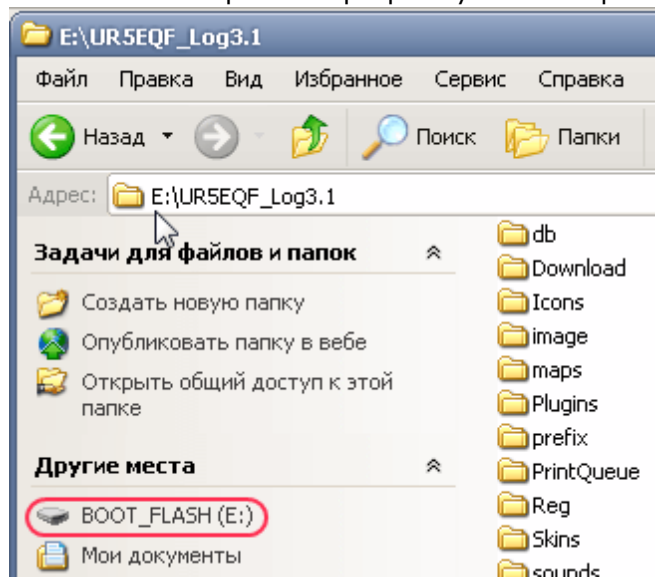 E:\UR5EQF_Log3.1
Файл Правка Вид Избранное Сервис Справка
Назад Поиск Папки
Адрес: E:\UR5EQF_Log3.1
Задачи для файлов и папок
Создать новую папку
Опубликовать папку в вебе
Открыть общий доступ к этой
папке
Другие места
BOOT_FLASH (E:)
Мои документы
db
Download
Icons
image
maps
Plugins
prefix
PrintQueue
Reg
Skins
sounds